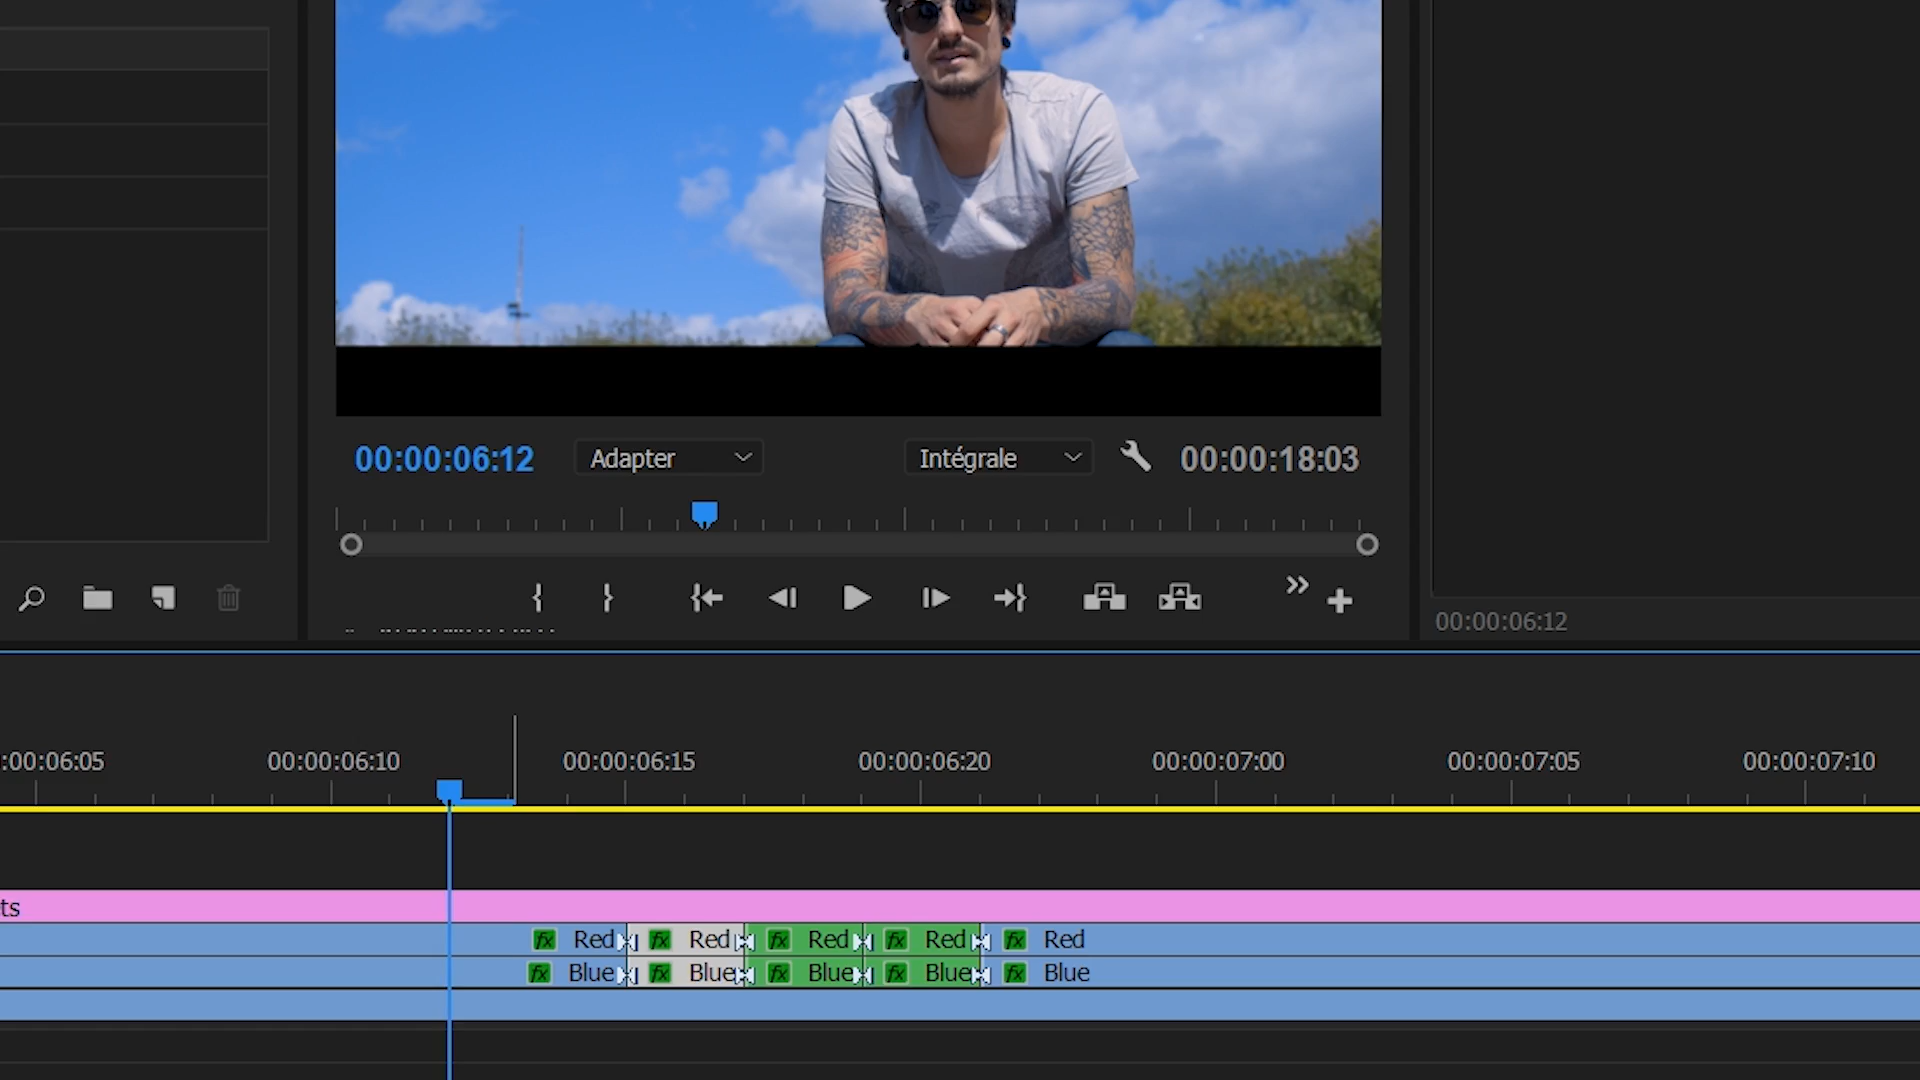 00:00:06:12 Adapter Intégrale 00:00:18:03
00:00:06:12
:00:00:06:05 00:00:06:10 00:00:06:15 00:00:06:20 00:00:07:00 00:00:07:05 00:00:07:10
ts
fx Red fx Red fx Red fx Red fx Red
fx Blue fx Blue fx Blue fx Blue fx Blue